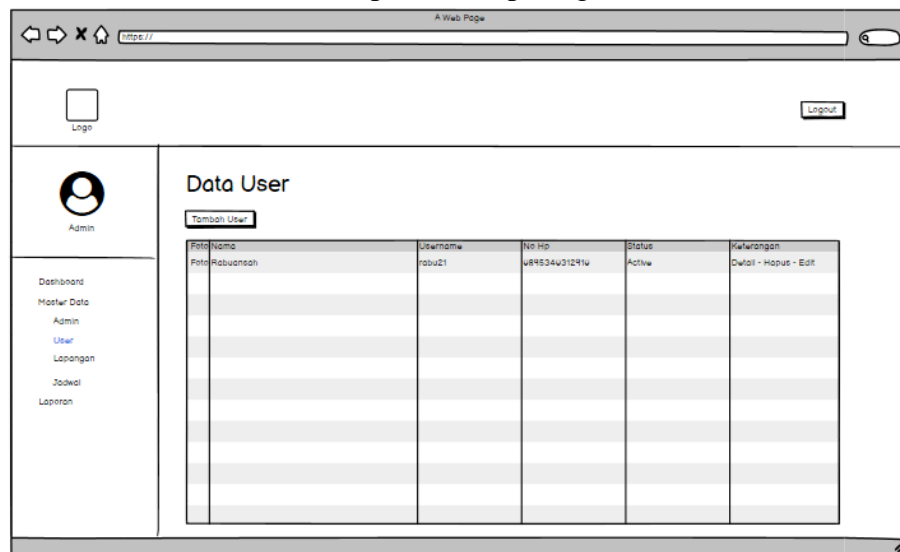 A Web Page
https://
Logo
Logout
Admin
Data User
Tambah User
Foto Nama Username No Hp Status Keterangan
Foto Rabuansah rabu21 0895340312910 Active Detail - Hapus - Edit
Dashboard
Master Data
Admin
User
Lapangan
Jadwal
Laporan